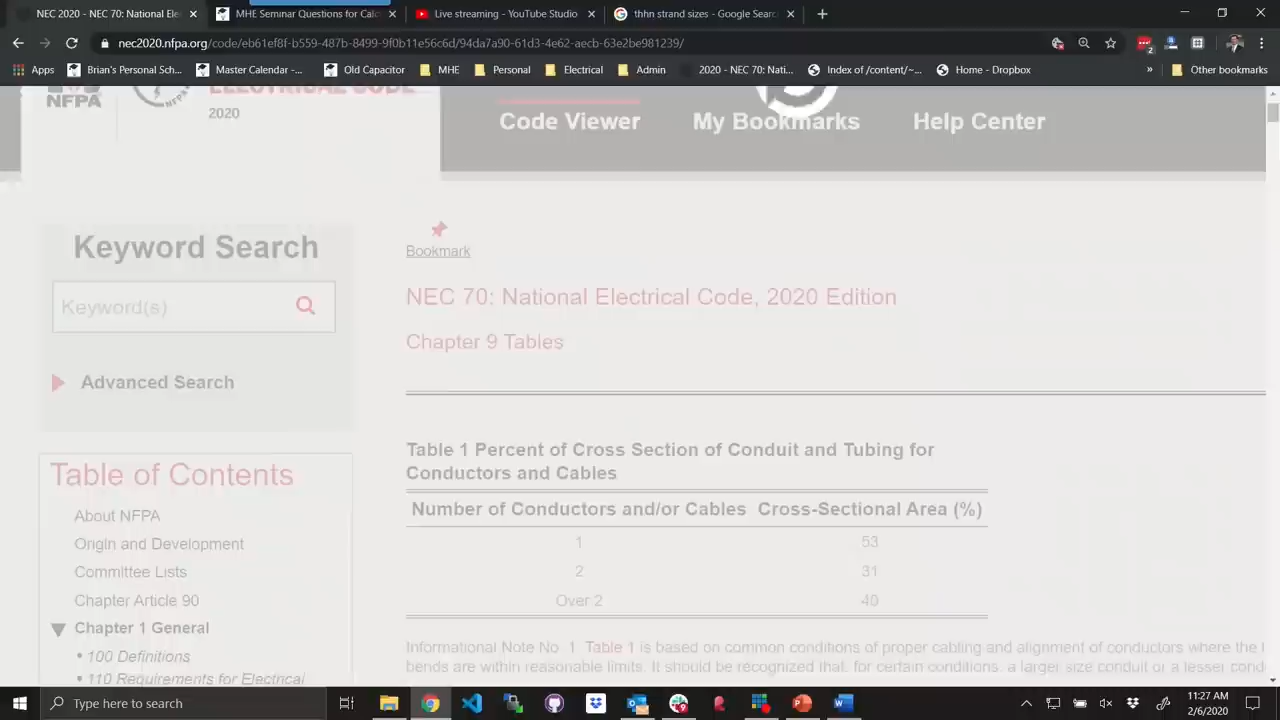 NEC 2020 - NEC 70: National El
MHE Seminar Questions for Cal
Live streaming - YouTube Studio
thhn strand sizes - Google Sear
nec2020.nfpa.org/code/eb61ef8f-b559-487b-8499-9f0b11e56c6d/94da7a90-61d3-4e62-aecb-63e2be981239/
Apps
Brian's Personal Sch...
Master Calendar -...
Old Capacitor
MHE
Personal
Electrical
Admin
2020 - NEC 70: Nati...
Index of /content/~...
Home - Dropbox
»
Other bookmarks
NFPA
ELECTRICAL CODE
2020
Code Viewer
My Bookmarks
Help Center
Keyword Search
Keyword(s)
Advanced Search
Bookmark
NEC 70: National Electrical Code, 2020 Edition
Chapter 9 Tables
Table 1 Percent of Cross Section of Conduit and Tubing for
Conductors and Cables
Number of Conductors and/or Cables Cross-Sectional Area (%)
1 53
2 31
Over 2 40
Informational Note No. 1: Table 1 is based on common conditions of proper cabling and alignment of conductors where the l
bends are within reasonable limits. It should be recognized that, for certain conditions, a larger size conduit or a lesser cond
Table of Contents
About NFPA
Origin and Development
Committee Lists
Chapter Article 90
Chapter 1 General
• 100 Definitions
• 110 Requirements for Electrical
Type here to search
11:27 AM
2/6/2020